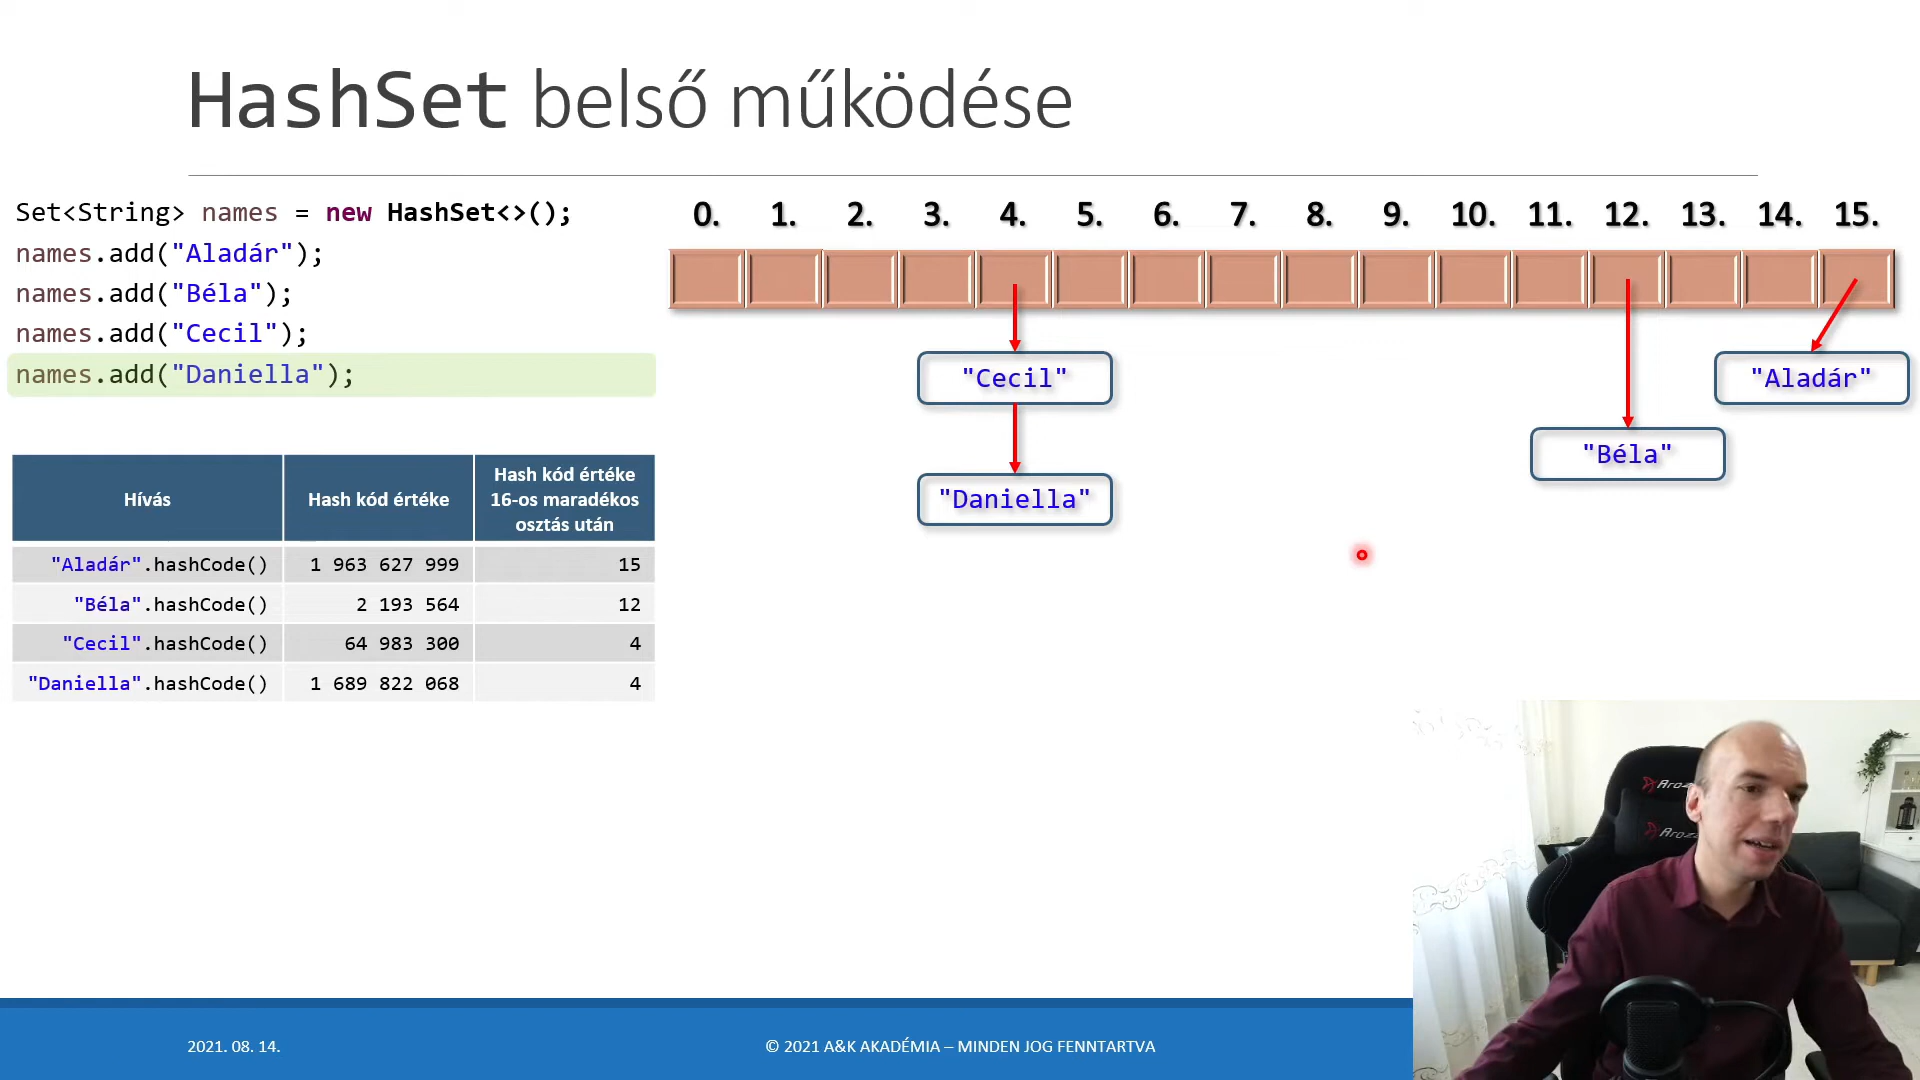 HashSet belső működése
Set<String> names = new HashSet<>();
names.add("Aladár");
names.add("Béla");
names.add("Cecil");
names.add("Daniella");
0. 1. 2. 3. 4. 5. 6. 7. 8. 9. 10. 11. 12. 13. 14. 15.
"Cecil"
"Aladár"
"Béla"
"Daniella"
Hívás
Hash kód értéke
Hash kód értéke
16-os maradékos
osztás után
"Aladár".hashCode() 1 963 627 999 15
"Béla".hashCode() 2 193 564 12
"Cecil".hashCode() 64 983 300 4
"Daniella".hashCode() 1 689 822 068 4
2021. 08. 14.
© 2021 A&K AKADÉMIA – MINDEN JOG FENNTARTVA